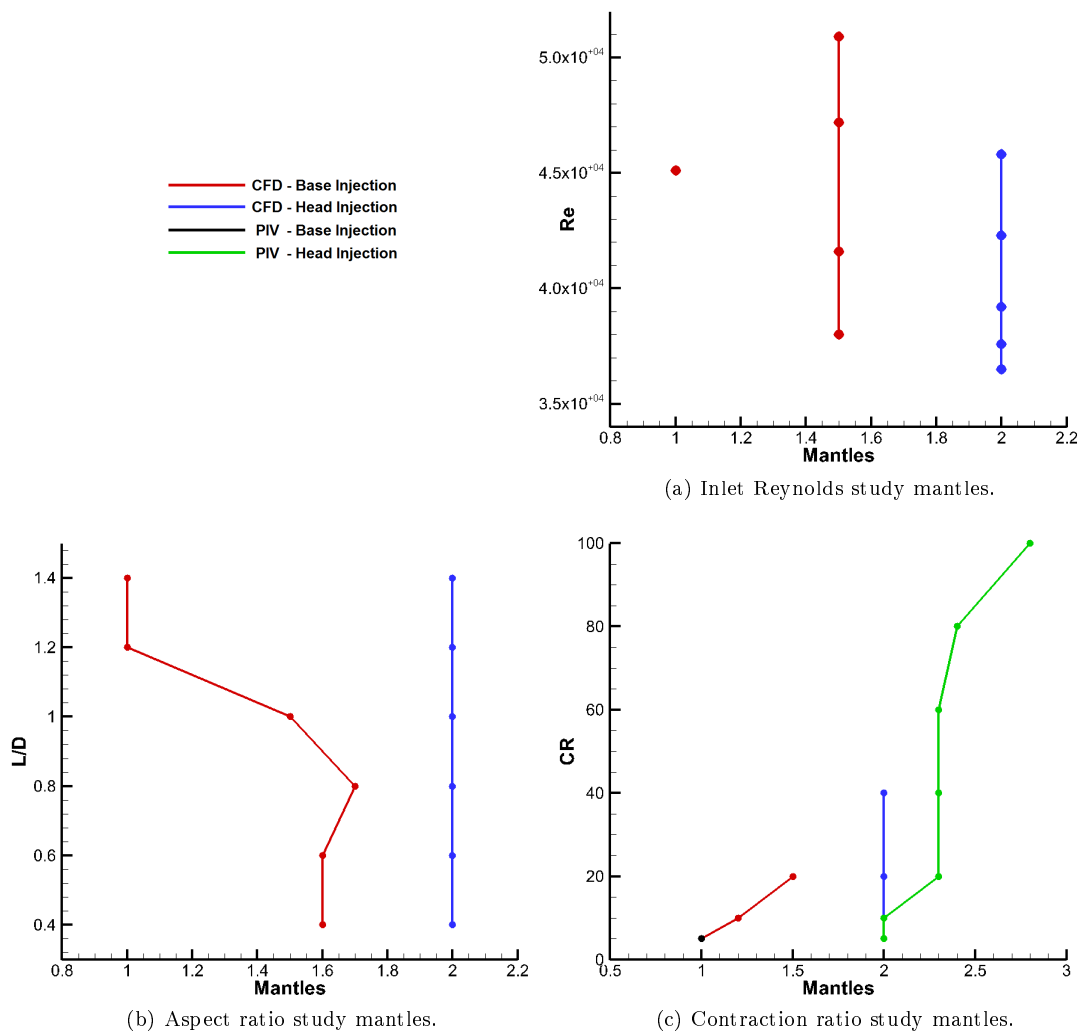 CFD - Base Injection
CFD - Head Injection
PIV - Base Injection
PIV - Head Injection
5.0x10+04
4.5x10+04
4.0x10+04
3.5x10+04
Re
0.8 1 1.2 1.4 1.6 1.8 2 2.2
Mantles
(a) Inlet Reynolds study mantles.
1.4
1.2
1
0.8
0.6
0.4
L/D
0.8 1 1.2 1.4 1.6 1.8 2 2.2
Mantles
(b) Aspect ratio study mantles.
100
80
60
40
20
0
CR
0.5 1 1.5 2 2.5 3
Mantles
(c) Contraction ratio study mantles.